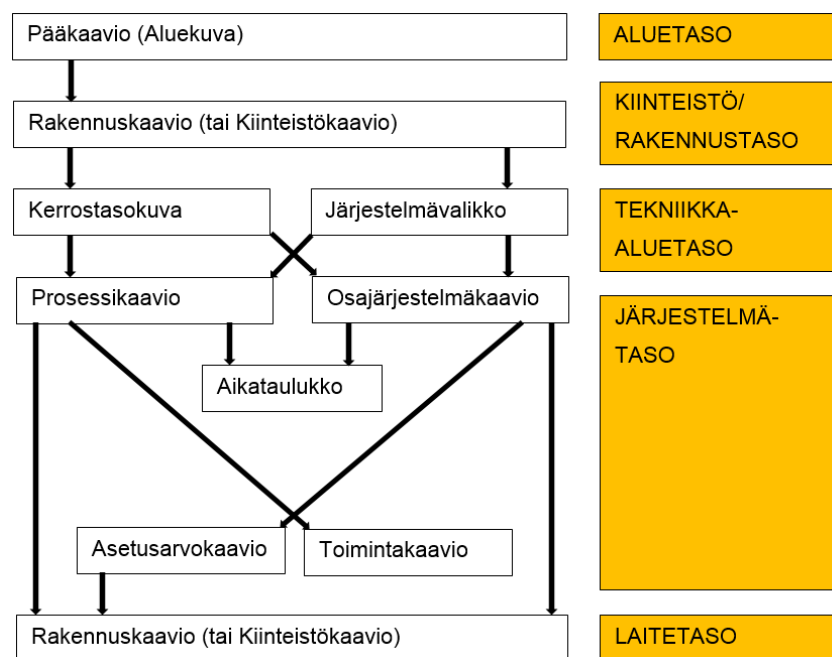 Pääkaavio (Aluekuva)
ALUETASO
Rakennuskaavio (tai Kiinteistökaavio)
KIINTEISTÖ/
RAKENNUSTASO
Kerrostasokuva
Järjestelmävalikko
TEKNIIKKA-
ALUETASO
Prosessikaavio
Osajärjestelmäkaavio
JÄRJESTELMÄ-
TASO
Aikataulukko
Asetusarvokaavio
Toimintakaavio
Rakennuskaavio (tai Kiinteistökaavio)
LAITETASO